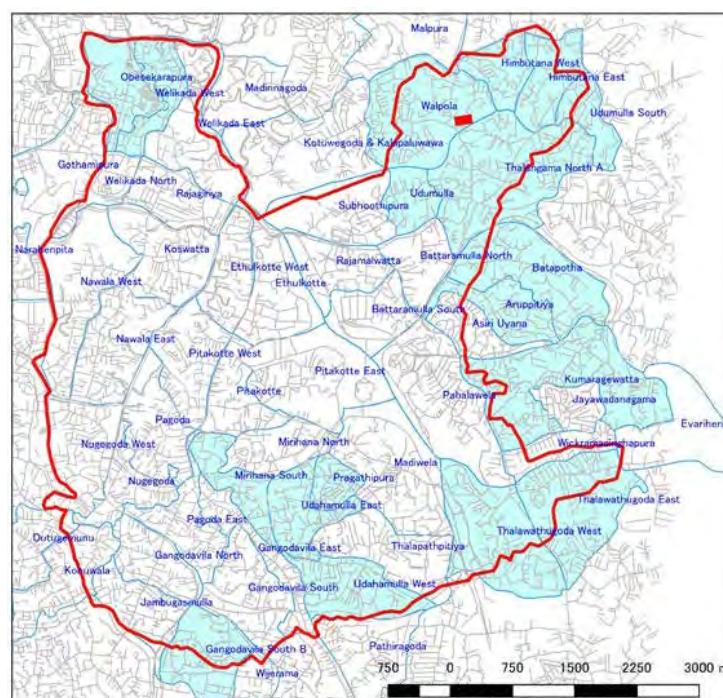 Malpura
Himbutana West
Obesekarapura
Himbutana East
Madinnagoda
Welikada West
Walpola
Udumulla South
Welikada East
Kotuwegoda & Kalapaluwawa
Gothamipura
Thalangama North A
Welikada North
Udumulla
Rajagiriya
Subhoothipura
Narahenpita
Koswatta
Battaramulla North
Rajamalwatta
Ethulkotte West
Batapotha
Nawala West
Ethulkotte
Aruppitiya
Battaramulla South
Asiri Uyana
Nawala East
Pitakotte West
Pitakotte East
Kumaragewatta
Pitakotte
Pahalawela
Jayawadanagama
Pagoda
Evarihen
Nugegoda West
Mirihana North
Wickramasinghapura
Madiwela
Mirihana South
Pragathipura
Nugegoda
Thalawathugoda East
Udahamulla East
Pagoda East
Thalawathugoda West
Dutugemunu
Gangodavila East
Thalapathpitiya
Gangodavila North
Kohuwala
Gangodavila South
Udahamulla West
Jambugasmulla
Gangodavila South B
Pathiragoda
Wijerama
750 0 750 1500 2250 3000 m